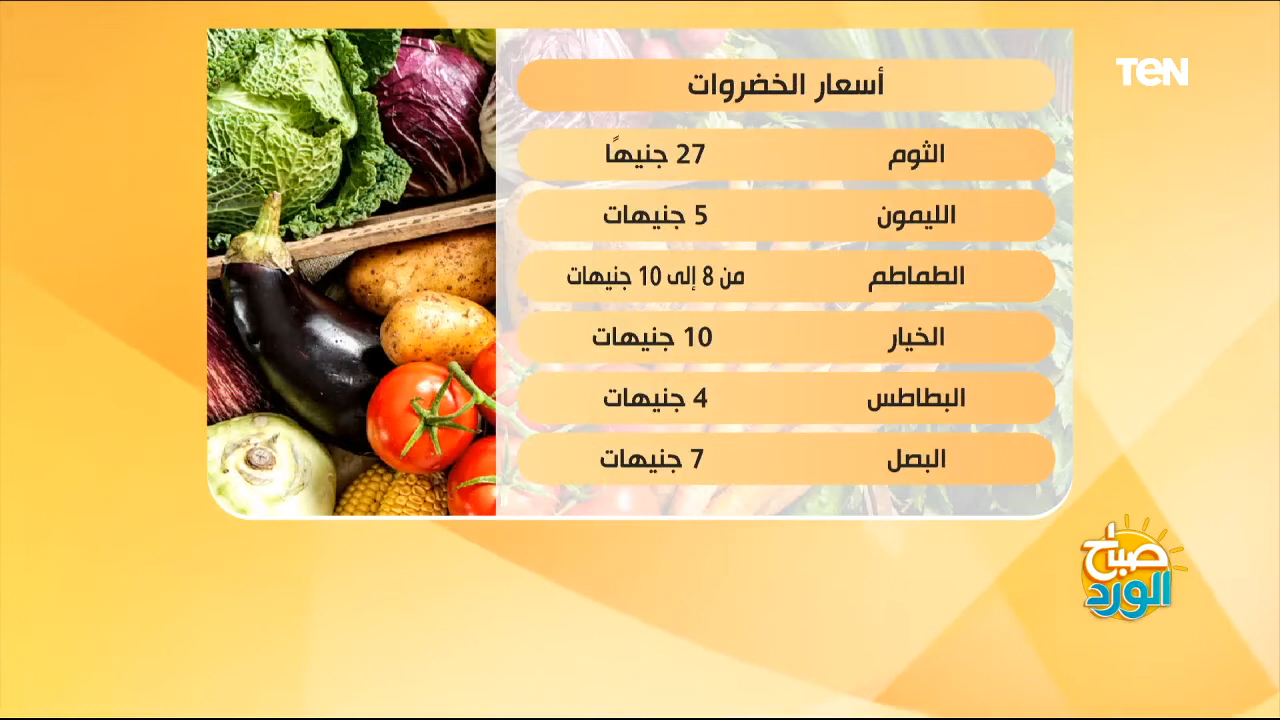 TEN
أسعار الخضروات
الثوم 27 جنيهًا
الليمون 5 جنيهات
الطماطم من 8 إلى 10 جنيهات
الخيار 10 جنيهات
البطاطس 4 جنيهات
البصل 7 جنيهات
صباح
الورد